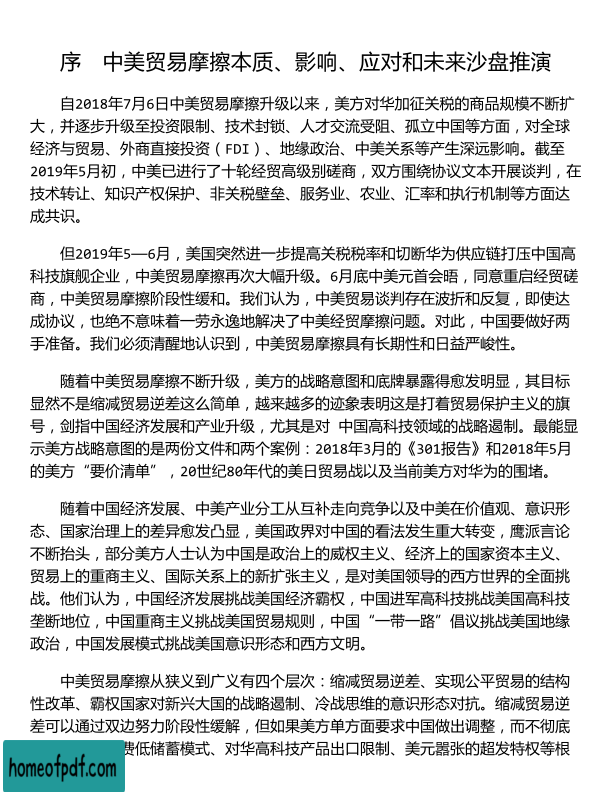 序　中美贸易摩擦本质、影响、应对和未来沙盘推演
自2018年7月6日中美贸易摩擦升级以来，美方对华加征关税的商品规模不断扩
大，并逐步升级至投资限制、技术封锁、人才交流受阻、孤立中国等方面，对全球
经济与贸易、外商直接投资（FDI）、地缘政治、中美关系等产生深远影响。截至
2019年5月初，中美已进行了十轮经贸高级别磋商，双方围绕协议文本开展谈判，在
技术转让、知识产权保护、非关税壁垒、服务业、农业、汇率和执行机制等方面达
成共识。
但2019年5—6月，美国突然进一步提高关税税率和切断华为供应链打压中国高
科技旗舰企业，中美贸易摩擦再次大幅升级。6月底中美元首会晤，同意重启经贸磋
商，中美贸易摩擦阶段性缓和。我们认为，中美贸易谈判存在波折和反复，即使达
成协议，也绝不意味着一劳永逸地解决了中美经贸摩擦问题。对此，中国要做好两
手准备。我们必须清醒地认识到，中美贸易摩擦具有长期性和日益严峻性。
随着中美贸易摩擦不断升级，美方的战略意图和底牌暴露得愈发明显，其目标
显然不是缩减贸易逆差这么简单，越来越多的迹象表明这是打着贸易保护主义的旗
号，剑指中国经济发展和产业升级，尤其是对 中国高科技领域的战略遏制。最能显
示美方战略意图的是两份文件和两个案例：2018年3月的《301报告》和2018年5月
的美方“要价清单”，20世纪80年代的美日贸易战以及当前美方对华为的围堵。
随着中国经济发展、中美产业分工从互补走向竞争以及中美在价值观、意识形
态、国家治理上的差异愈发凸显，美国政界对中国的看法发生重大转变，鹰派言论
不断抬头，部分美方人士认为中国是政治上的威权主义、经济上的国家资本主义、
贸易上的重商主义、国际关系上的新扩张主义，是对美国领导的西方世界的全面挑
战。他们认为，中国经济发展挑战美国经济霸权，中国进军高科技挑战美国高科技
垄断地位，中国重商主义挑战美国贸易规则，中国“一带一路”倡议挑战美国地缘
政治，中国发展模式挑战美国意识形态和西方文明。
中美贸易摩擦从狭义到广义有四个层次：缩减贸易逆差、实现公平贸易的结构
性改革、霸权国家对新兴大国的战略遏制、冷战思维的意识形态对抗。缩减贸易逆
差可以通过双边努力阶段性缓解，但如果美方单方面要求中国做出调整，而不彻底
费低储蓄模式、对华高科技产品出口限制、美元嚣张的超发特权等根
homeofpdf.com